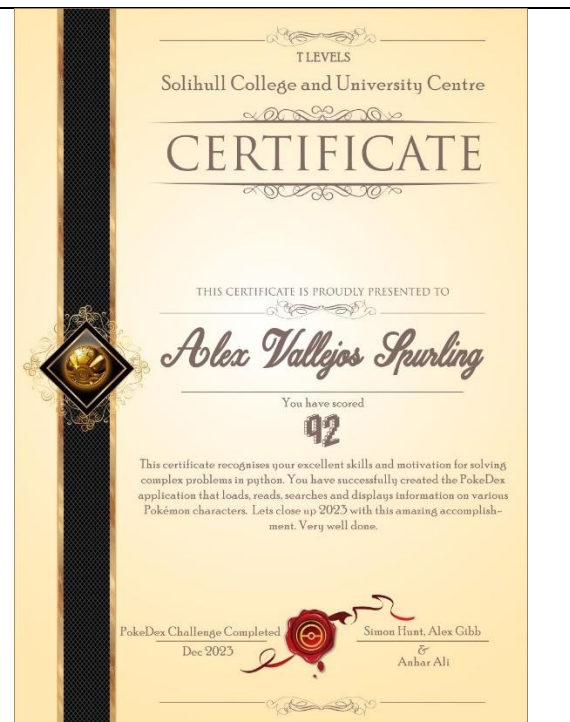 T LEVELS
Solihull College and University Centre
CERTIFICATE
THIS CERTIFICATE IS PROUDLY PRESENTED TO
Alex Vallejos Spurling
You have scored
92
This certificate recognises your excellent skills and motivation for solving
complex problems in python. You have successfully created the PokeDex
application that loads, reads, searches and displays information on various
Pokémon characters. Lets close up 2023 with this amazing accomplish-
ment. Very well done.
PokeDex Challenge Completed
Dec 2023
Simon Hunt, Alex Gibb
&
Anhar Ali